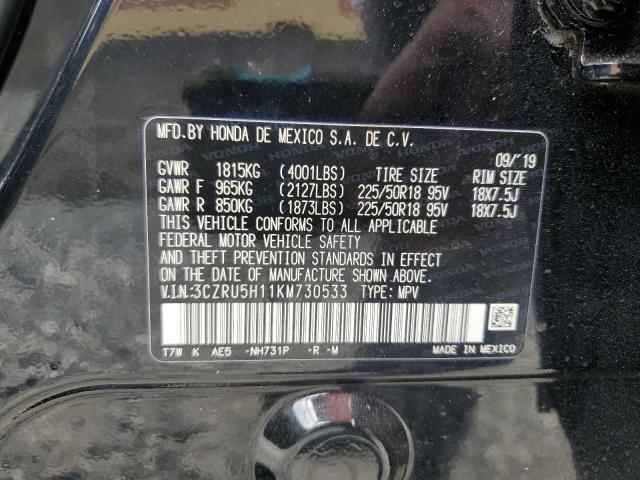 MFD.BY HONDA DE MEXICO S.A. DE C.V.
09/'19
GVWR 1815KG (4001LBS) TIRE SIZE RIM SIZE
GAWR F 965KG (2127LBS) 225/50R18 95V 18X7.5J
GAWR R 850KG (1873LBS) 225/50R18 95V 18X7.5J
THIS VEHICLE CONFORMS TO ALL APPLICABLE
FEDERAL MOTOR VEHICLE SAFETY
AND THEFT PREVENTION STANDARDS IN EFFECT
ON THE DATE OF MANUFACTURE SHOWN ABOVE.
V.I.N.:3CZRU5H11KM730533 TYPE: MPV
T7W K AE5 -NH731P -R -M MADE IN MEXICO